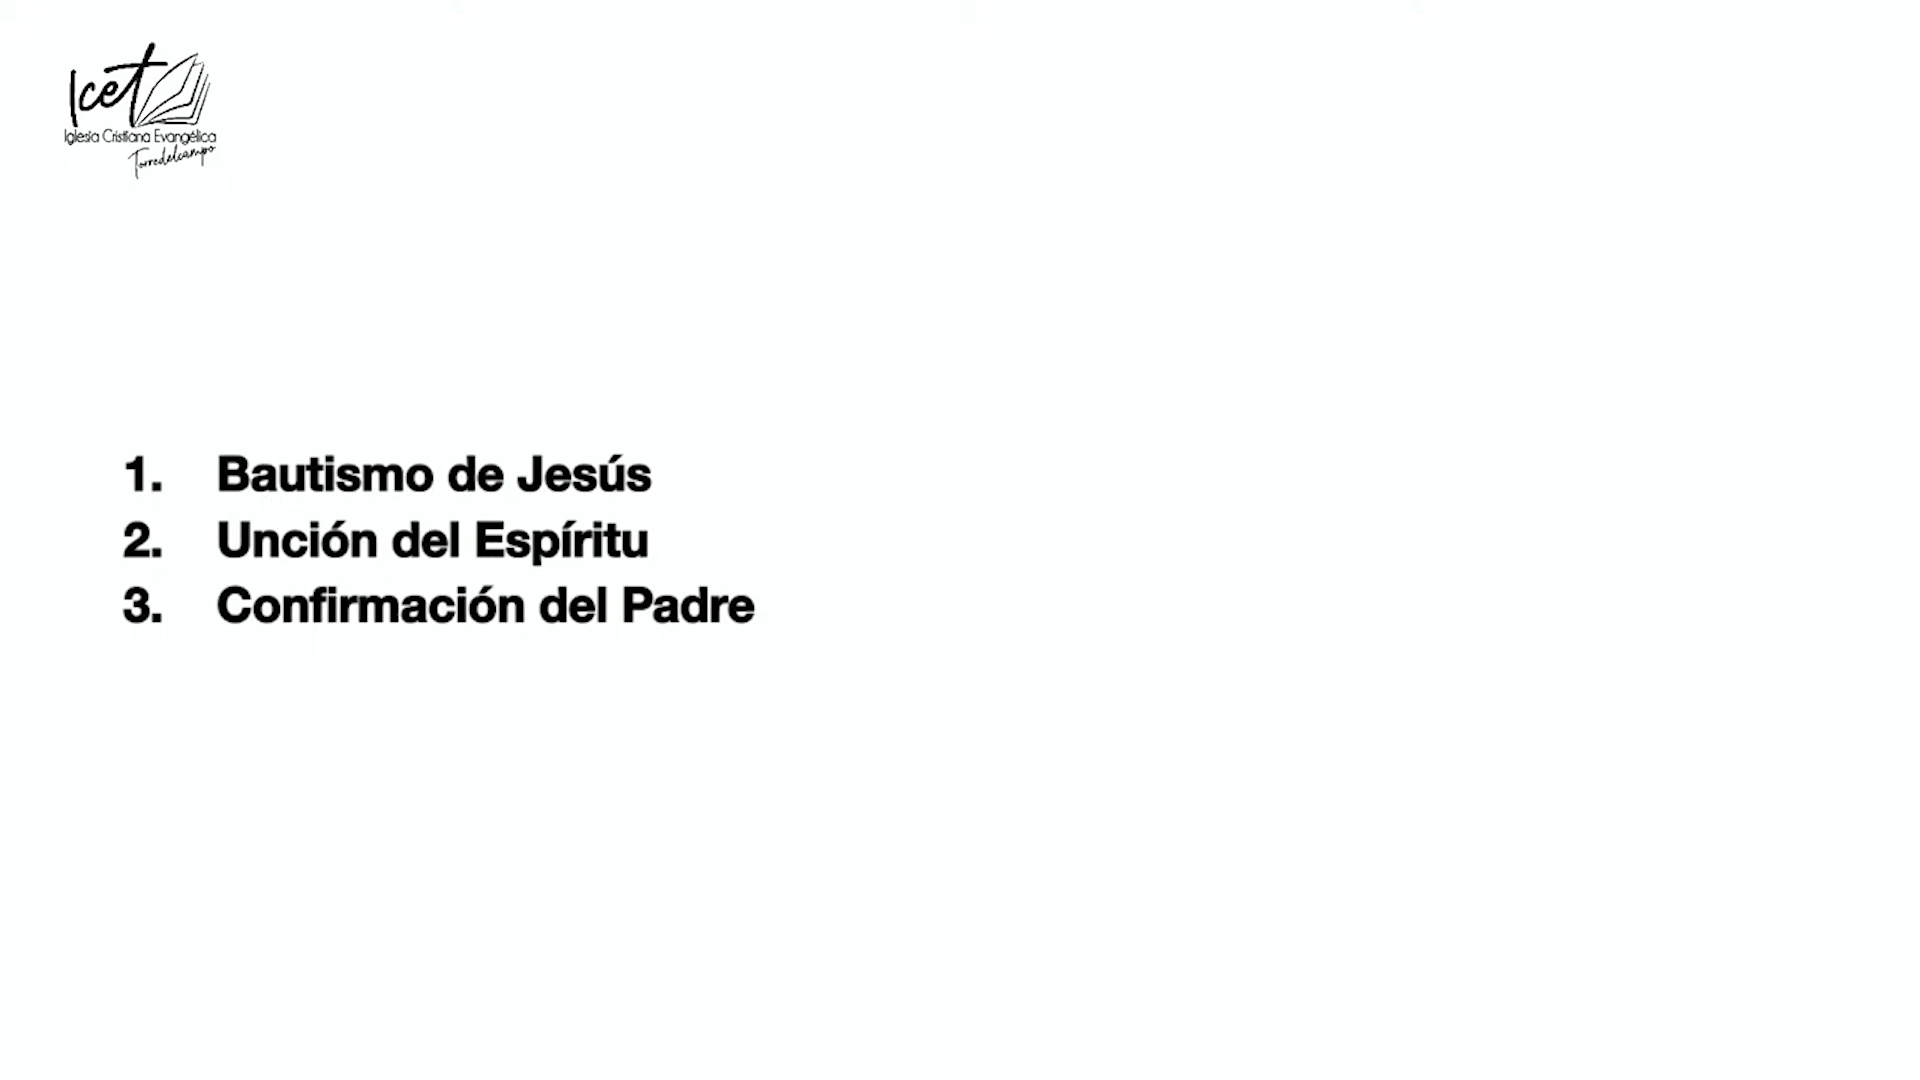 Icet
Iglesia Cristiana Evangélica
Torredelcampo
1. Bautismo de Jesús
2. Unción del Espíritu
3. Confirmación del Padre